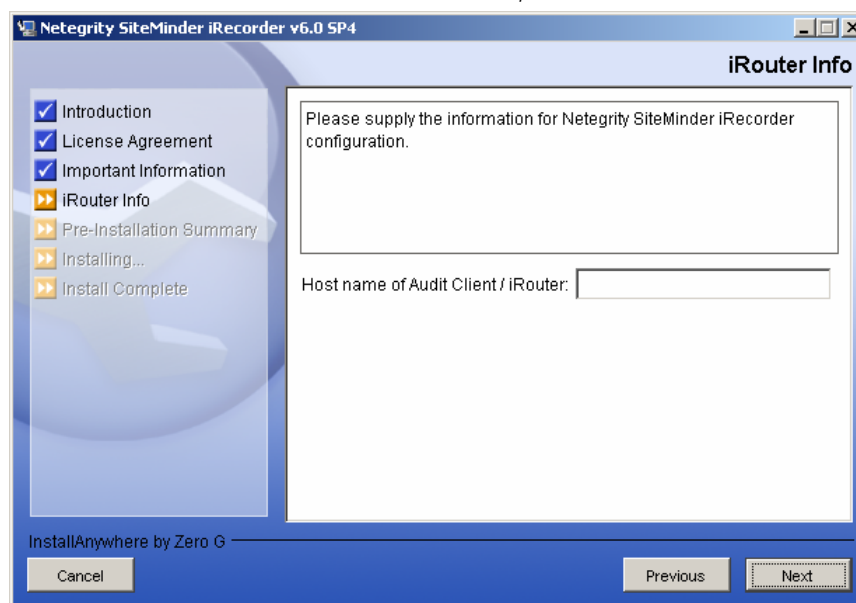 Netegrity SiteMinder iRecorder v6.0 SP4
iRouter Info
Introduction
License Agreement
Important Information
iRouter Info
Pre-Installation Summary
Installing...
Install Complete
Please supply the information for Netegrity SiteMinder iRecorder
configuration.
Host name of Audit Client / iRouter:
InstallAnywhere by Zero G
Cancel
Previous
Next